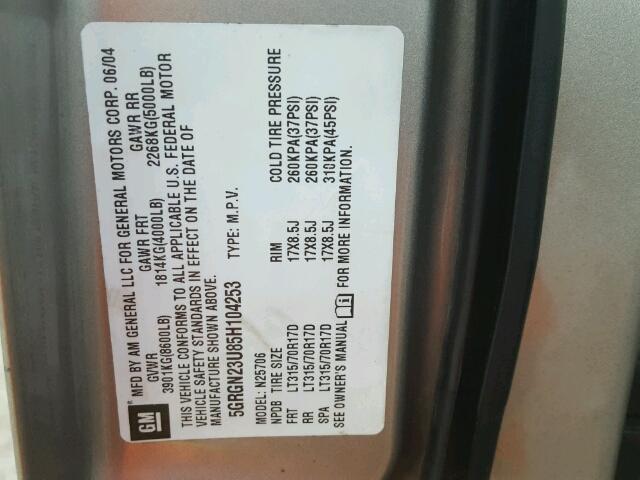 GM® MFD BY AM GENERAL LLC FOR GENERAL MOTORS CORP. 06/04
GVWR GAWR FRT GAWR RR
3901KG(8600LB) 1814KG(4000LB) 2268KG(5000LB)
THIS VEHICLE CONFORMS TO ALL APPLICABLE U.S. FEDERAL MOTOR
VEHICLE SAFETY STANDARDS IN EFFECT ON THE DATE OF
MANUFACTURE SHOWN ABOVE.
5GRGN23U85H104253 TYPE: M.P.V.
MODEL: N25706
NPDB TIRE SIZE RIM COLD TIRE PRESSURE
FRT LT315/70R17D 17X8.5J 260KPA(37PSI)
RR LT315/70R17D 17X8.5J 260KPA(37PSI)
SPA LT315/70R17D 17X8.5J 310KPA(45PSI)
SEE OWNER'S MANUAL FOR MORE INFORMATION.